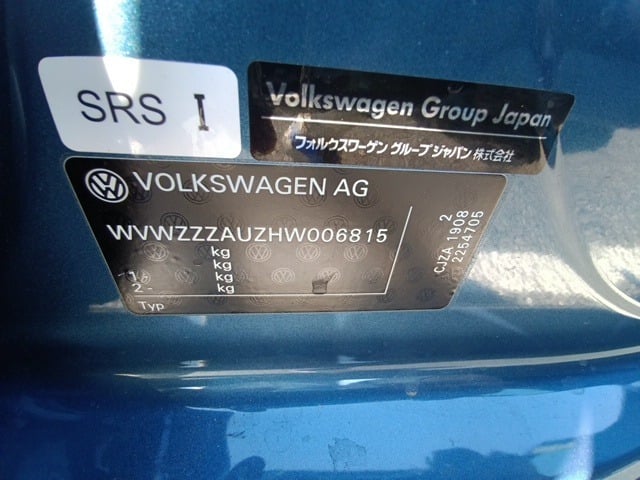 SRS I
Volkswagen Group Japan
フォルクスワーゲン グループ ジャパン 株式会社
VOLKSWAGEN AG
WVWZZZAUZHW006815
kg
kg
1- kg
2- kg
Typ
2
CJZA 1908
2254705